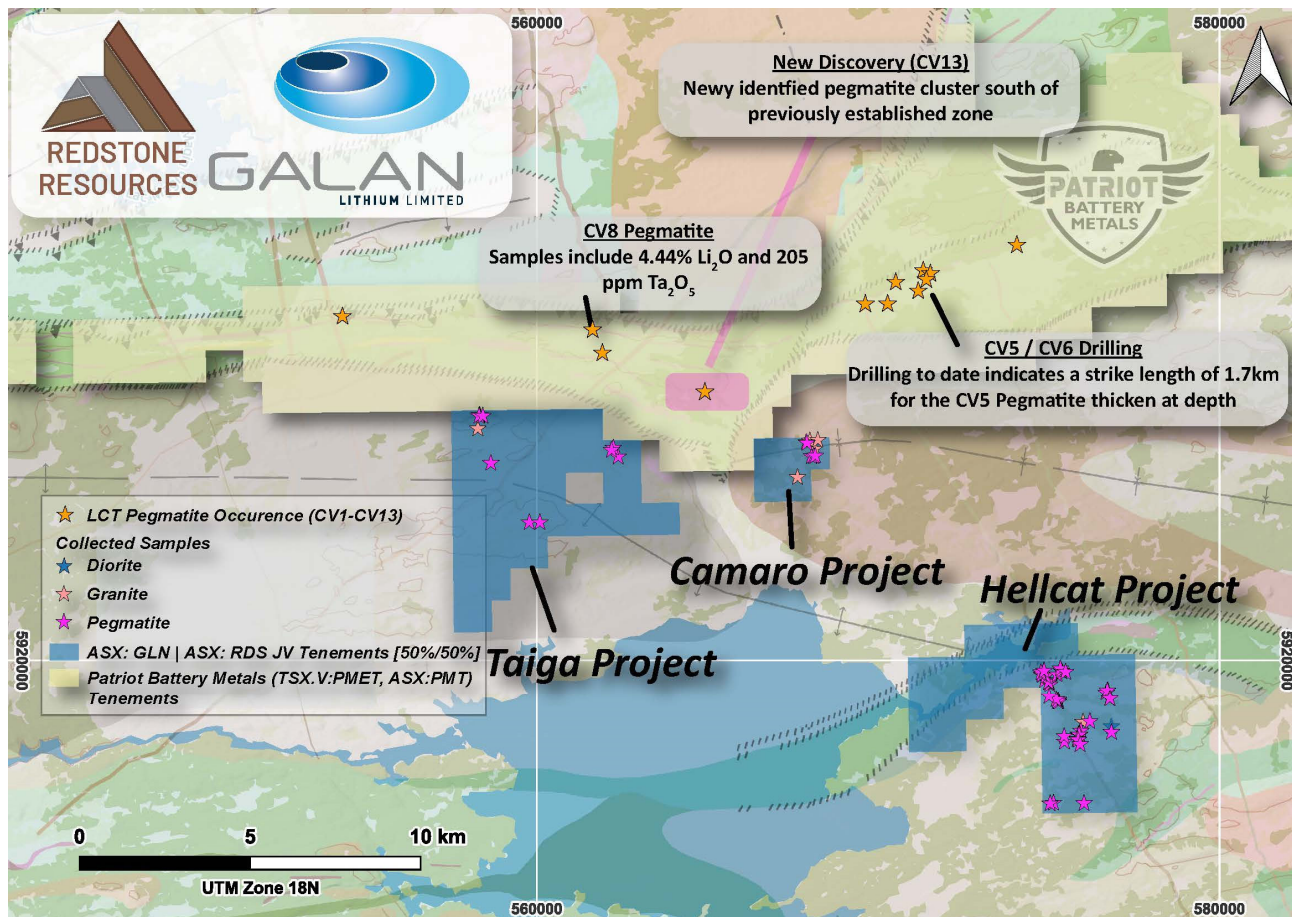 560000
580000
REDSTONE
RESOURCES
GALAN
LITHIUM LIMITED
New Discovery (CV13)
Newy identfied pegmatite cluster south of
previously established zone
PATRIOT
BATTERY
METALS
CV8 Pegmatite
Samples include 4.44% Li₂O and 205
ppm Ta₂O₅
CV5 / CV6 Drilling
Drilling to date indicates a strike length of 1.7km
for the CV5 Pegmatite thicken at depth
LCT Pegmatite Occurence (CV1-CV13)
Collected Samples
Diorite
Granite
Pegmatite
ASX: GLN | ASX: RDS JV Tenements [50%/50%]
Patriot Battery Metals (TSX.V:PMET, ASX:PMT)
Tenements
Camaro Project
Hellcat Project
Taiga Project
5920000
5920000
0 5 10 km
UTM Zone 18N
560000
580000